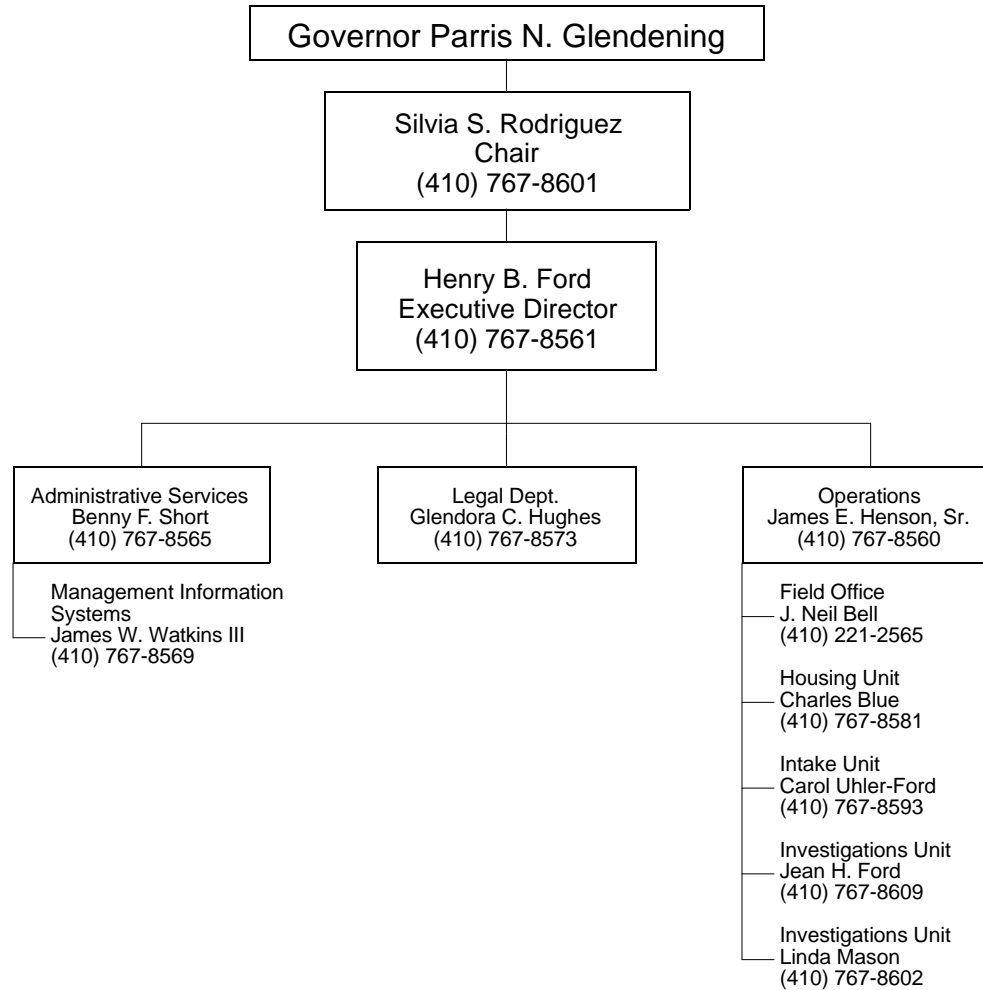 Governor Parris N. Glendening
Silvia S. Rodriguez
Chair
(410) 767-8601
Henry B. Ford
Executive Director
(410) 767-8561
Administrative Services
Benny F. Short
(410) 767-8565
Management Information
Systems
James W. Watkins III
(410) 767-8569
Legal Dept.
Glendora C. Hughes
(410) 767-8573
Operations
James E. Henson, Sr.
(410) 767-8560
Field Office
J. Neil Bell
(410) 221-2565
Housing Unit
Charles Blue
(410) 767-8581
Intake Unit
Carol Uhler-Ford
(410) 767-8593
Investigations Unit
Jean H. Ford
(410) 767-8609
Investigations Unit
Linda Mason
(410) 767-8602